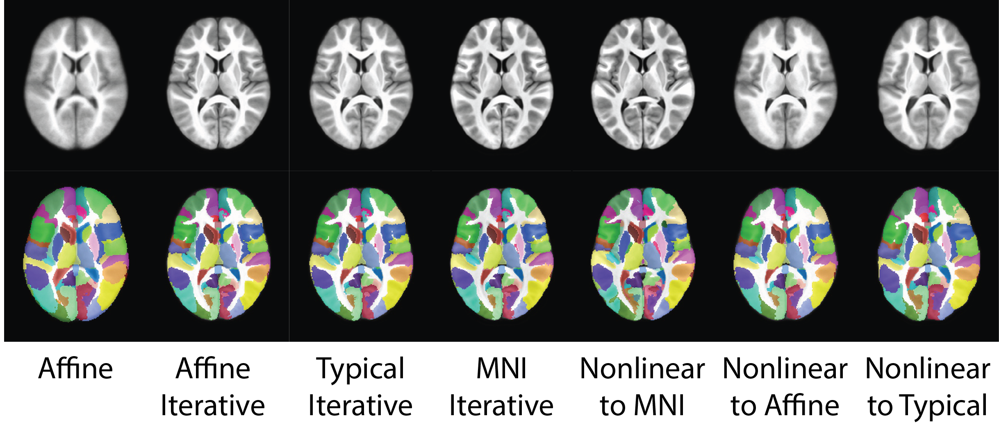 Affine
Affine
Iterative
Typical
Iterative
MNI
Iterative
Nonlinear
to MNI
Nonlinear
to Affine
Nonlinear
to Typical